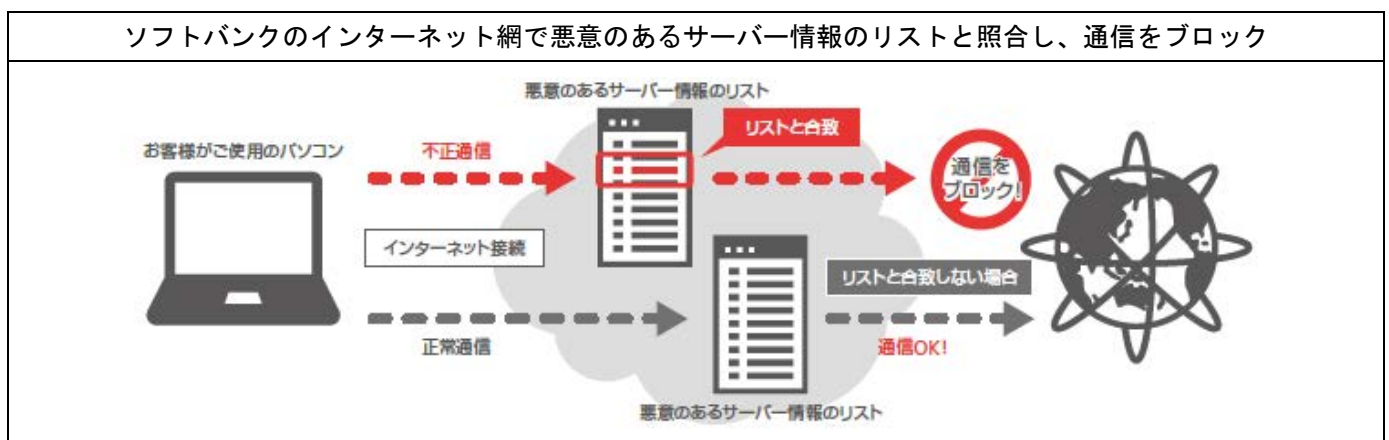 ソフトバンクのインターネット網で悪意のあるサーバー情報のリストと照合し、通信をブロック
悪意のあるサーバー情報のリスト
リストと合致
お客様がご使用のパソコン
不正通信
通信を
ブロック!
インターネット接続
リストと合致しない場合
正常通信
通信OK!
悪意のあるサーバー情報のリスト